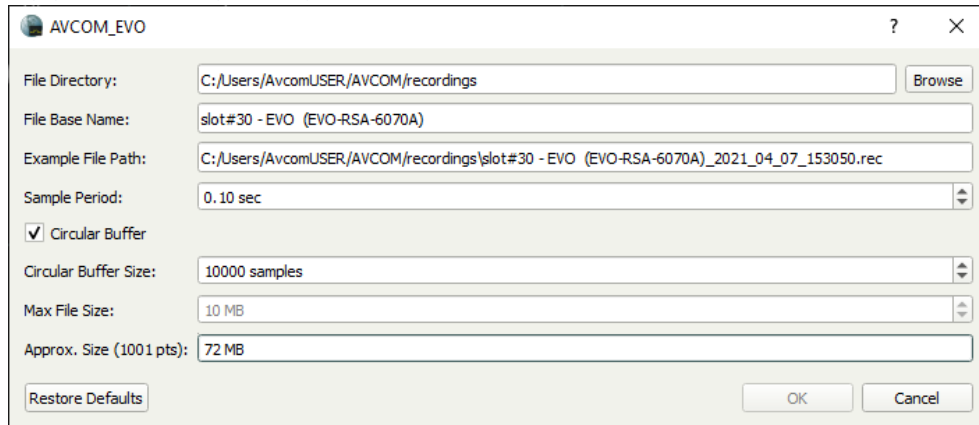 AVCOM_EVO ?
File Directory: C:/Users/AvcomUSER/AVCOM/recordings Browse
File Base Name: slot#30 - EVO  (EVO-RSA-6070A)
Example File Path: C:/Users/AvcomUSER/AVCOM/recordings\slot#30 - EVO  (EVO-RSA-6070A)_2021_04_07_153050.rec
Sample Period: 0.10 sec
Circular Buffer
Circular Buffer Size: 10000 samples
Max File Size: 10 MB
Approx. Size (1001 pts): 72 MB
Restore Defaults OK Cancel